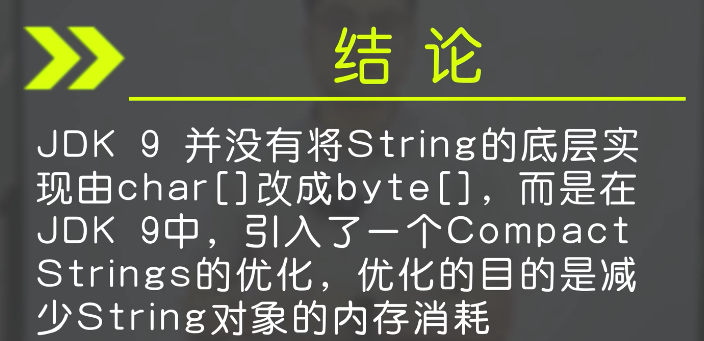 结论
JDK 9 并没有将String的底层实
现由char[]改成byte[]，而是在
JDK 9中，引入了一个Compact
Strings的优化，优化的目的是减
少String对象的内存消耗